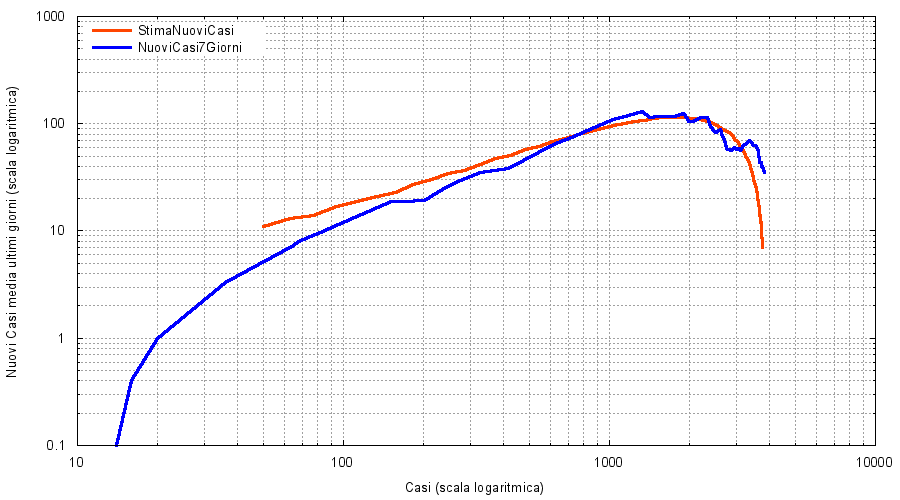 1000
100
10
1
0.1
Nuovi Casi media ultimi giorni (scala logaritmica)
StimaNuoviCasi
NuoviCasi7Giorni
10 100 1000 10000
Casi (scala logaritmica)